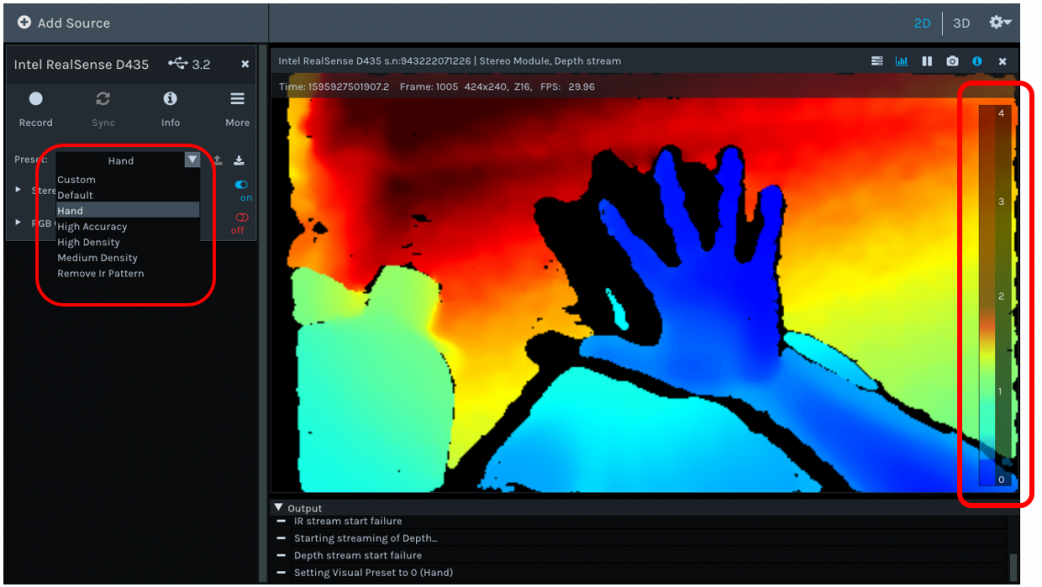 Add Source
2D 3D
Intel RealSense D435 3.2
Intel RealSense D435 s.n:943222071226 | Stereo Module, Depth stream
Time: 1595927501907.2 Frame: 1005 424x240, Z16, FPS: 29.96
Record Sync Info More
Preset: Hand
Custom
Default
Hand
High Accuracy
High Density
Medium Density
Remove Ir Pattern
Stere
on
RGB
off
4
3
2
1
0
Output
IR stream start failure
Starting streaming of Depth...
Depth stream start failure
Setting Visual Preset to 0 (Hand)